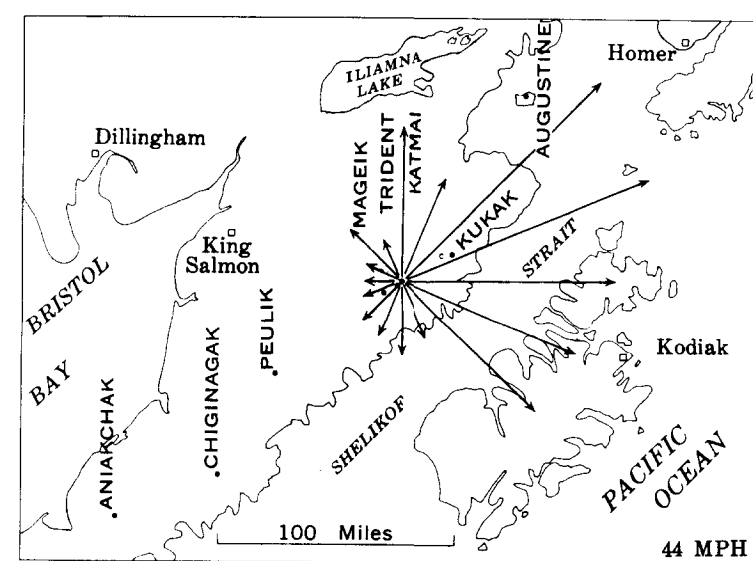 Homer
ILIAMNA
LAKE
AUGUSTINE
Dillingham
MAGEIK
TRIDENT
KATMAI
KUKAK
STRAIT
King
Salmon
BRISTOL
BAY
PEULIK
CHIGINAGAK
ANIAKCHAK
Kodiak
SHELIKOF
PACIFIC
OCEAN
100 Miles
44 MPH